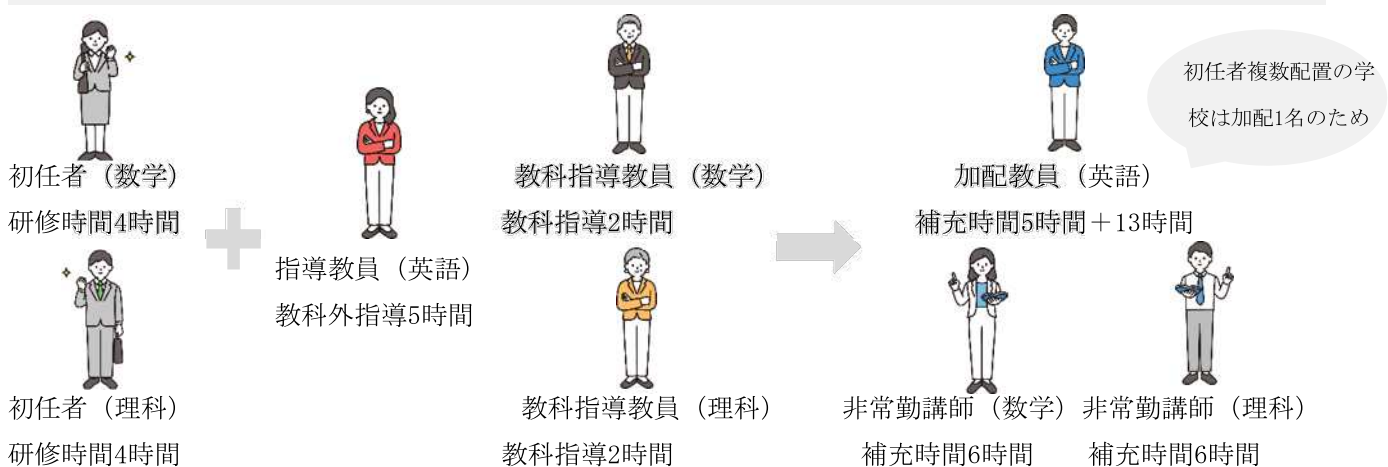 初任者（数学）
研修時間4時間
初任者（理科）
研修時間4時間
指導教員（英語）
教科外指導5時間
教科指導教員（数学）
教科指導2時間
教科指導教員（理科）
教科指導2時間
加配教員（英語）
補充時間5時間＋13時間
初任者複数配置の学
校は加配1名のため
非常勤講師（数学）
補充時間6時間
非常勤講師（理科）
補充時間6時間